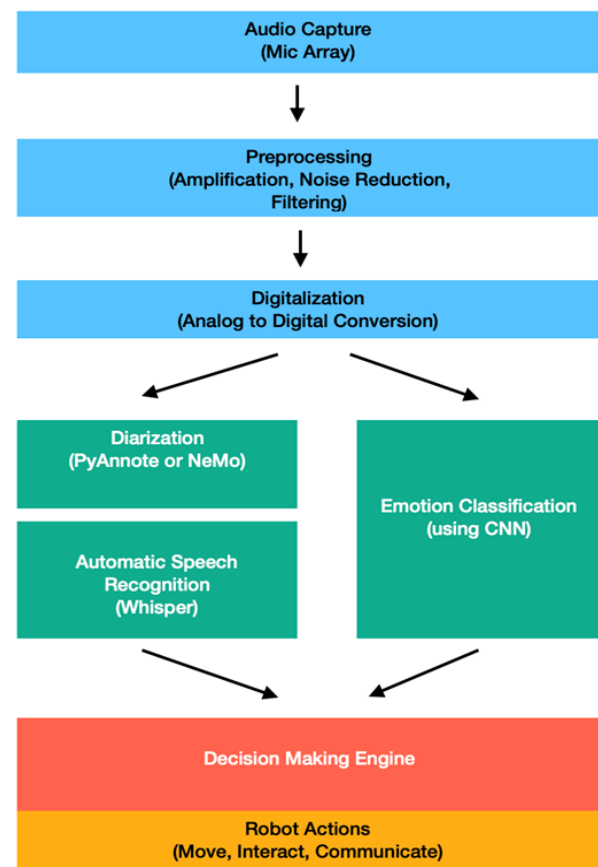 Audio Capture
(Mic Array)
Preprocessing
(Amplification, Noise Reduction,
Filtering)
Digitalization
(Analog to Digital Conversion)
Diarization
(PyAnnote or NeMo)
Automatic Speech
Recognition
(Whisper)
Emotion Classification
(using CNN)
Decision Making Engine
Robot Actions
(Move, Interact, Communicate)